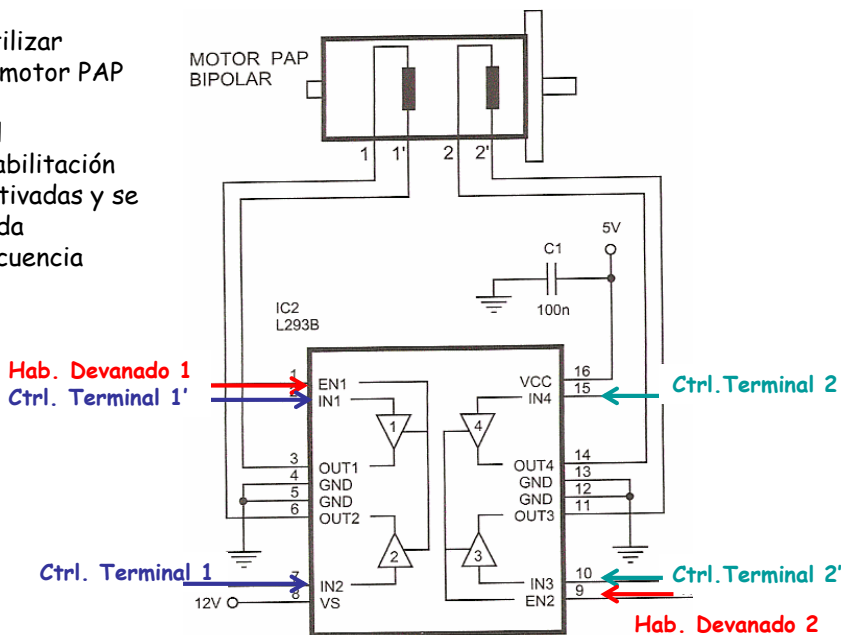 tilizar
motor PAP
abilitación
tivadas y se
da
cuencia
MOTOR PAP
BIPOLAR
1 1' 2 2'
5V
C1
100n
IC2
L293B
Hab. Devanado 1
Ctrl. Terminal 1'
1
EN1
IN1
1
3
OUT1
4
GND
5
GND
6
OUT2
2
Ctrl. Terminal 1
7
IN2
8
VS
12V
VCC
16
IN4
15
Ctrl.Terminal 2
4
OUT4
14
GND
13
GND
12
OUT3
11
3
IN3
10
Ctrl.Terminal 2'
EN2
9
Hab. Devanado 2